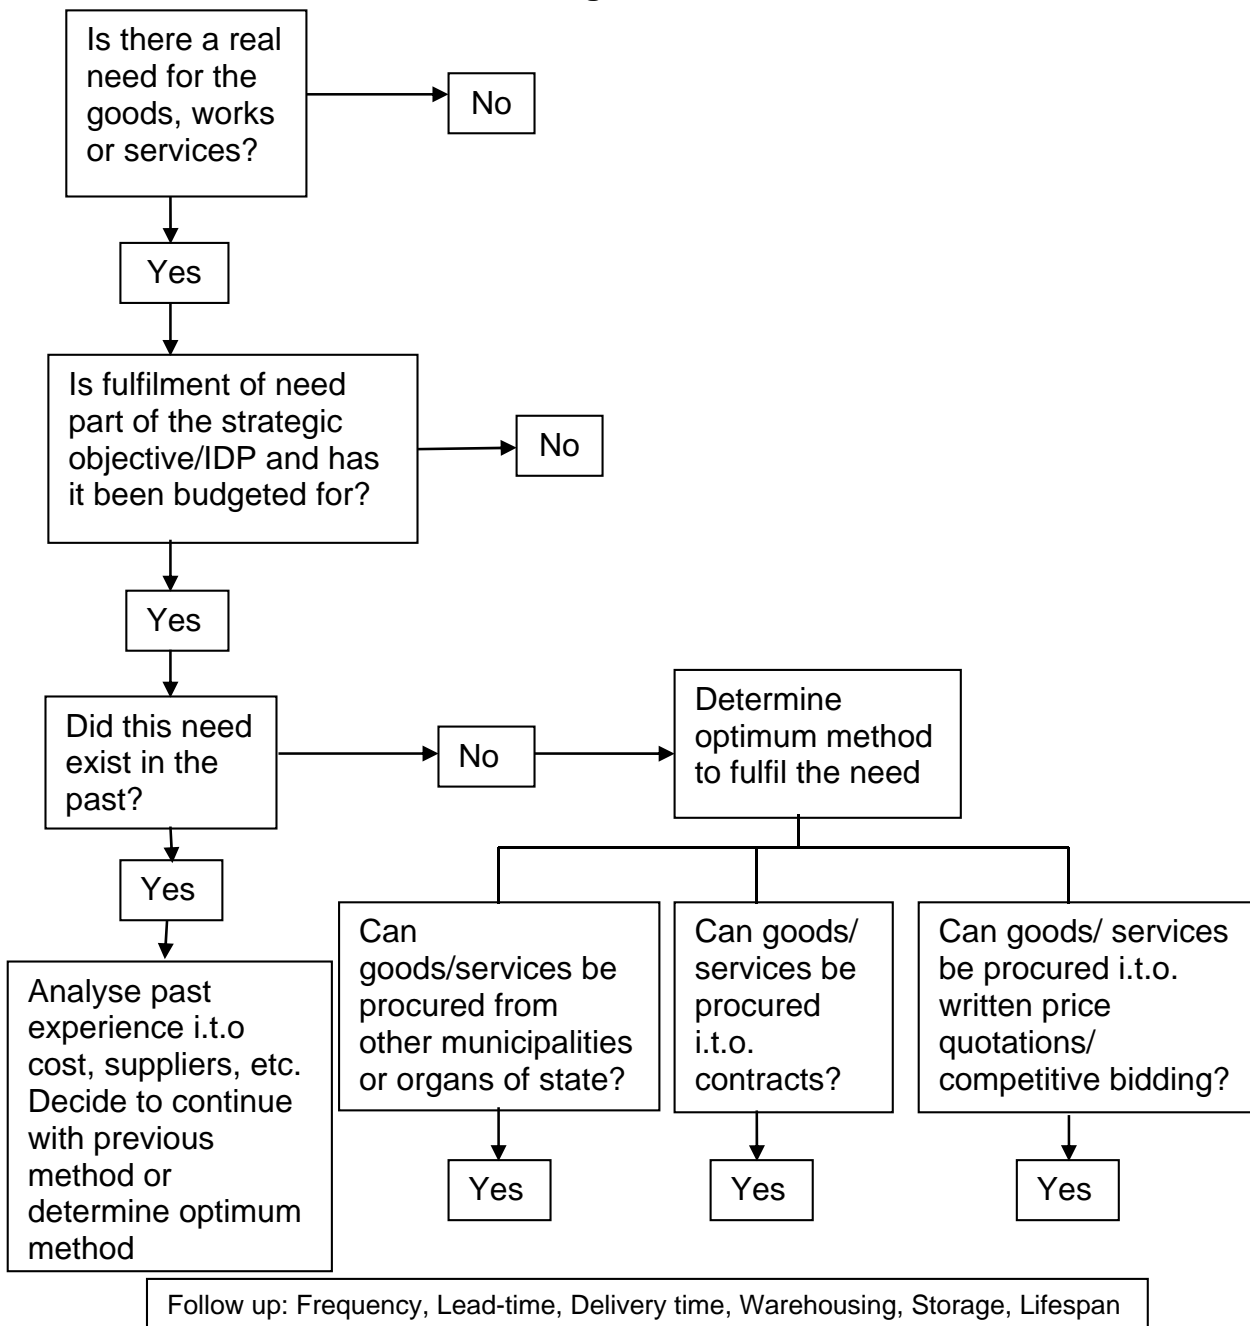 Is there a real
need for the
goods, works
or services?
No
Yes
Is fulfilment of need
part of the strategic
objective/IDP and has
it been budgeted for?
No
Yes
Did this need
exist in the
past?
No
Determine
optimum method
to fulfil the need
Yes
Analyse past
experience i.t.o
cost, suppliers, etc.
Decide to continue
with previous
method or
determine optimum
method
Can
goods/services be
procured from
other municipalities
or organs of state?
Can goods/
services be
procured
i.t.o.
contracts?
Can goods/ services
be procured i.t.o.
written price
quotations/
competitive bidding?
Yes
Yes
Yes
Follow up: Frequency, Lead-time, Delivery time, Warehousing, Storage, Lifespan